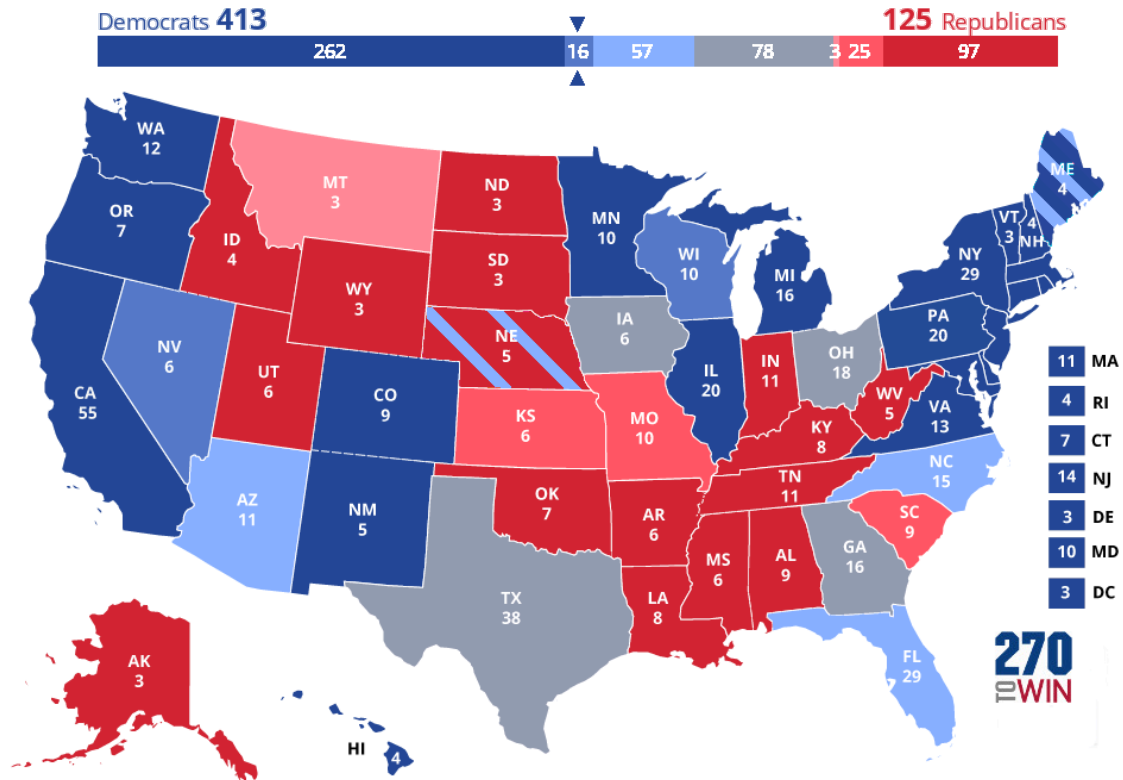 Democrats 413
125 Republicans
262
16
57
78
3
25
97
WA
12
OR
7
CA
55
NV
6
ID
4
MT
3
WY
3
UT
6
AZ
11
CO
9
NM
5
ND
3
SD
3
NE
5
KS
6
OK
7
TX
38
MN
10
IA
6
MO
10
AR
6
LA
8
WI
10
IL
20
MI
16
IN
11
OH
18
KY
8
TN
11
MS
6
AL
9
GA
16
FL
29
SC
9
NC
15
VA
13
WV
5
PA
20
NY
29
VT
3
4
NH
ME
4
11 MA
4 RI
7 CT
14 NJ
3 DE
10 MD
3 DC
AK
3
HI
4
270
TO WIN